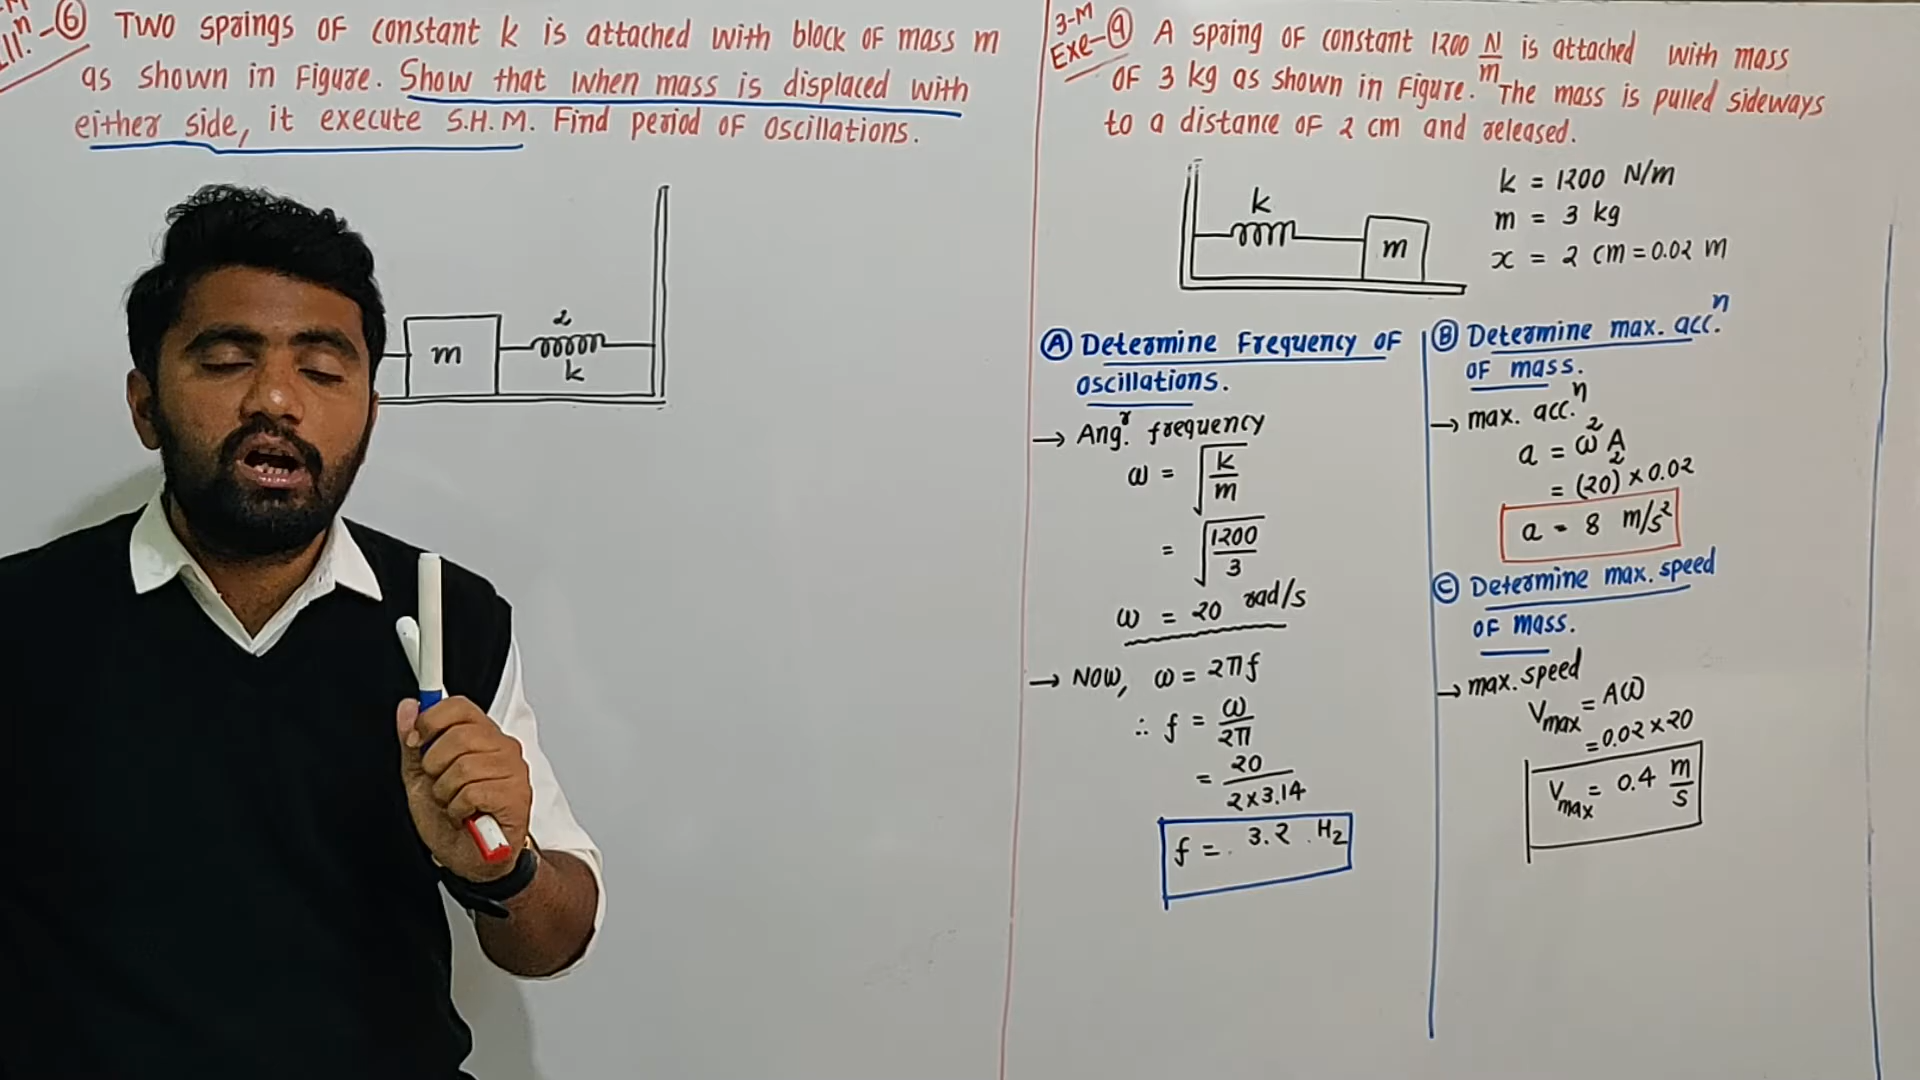 Illⁿ.-⑥ Two springs of constant k is attached with block of mass m
as shown in Figure. Show that when mass is displaced with
either side, it execute S.H.M. Find period of oscillations.
m
2
k
3-M
Exe-⑨ A spring of constant 1200 N/m is attached with mass
of 3 kg as shown in Figure. The mass is pulled sideways
to a distance of 2 cm and released.
k
m
k = 1200 N/m
m = 3 kg
x = 2 cm = 0.02 m
Ⓐ Determine Frequency of
oscillations.
→ Angʳ. frequency
ω = √(k/m)
= √(1200/3)
ω = 20 rad/s
→ Now, ω = 2πf
∴ f = ω/2π
= 20/(2×3.14)
f = 3.2 Hz
Ⓑ Determine max. accⁿ.
of mass.
→ max. accⁿ.
a = ω²A
= (20)² × 0.02
a = 8 m/s²
Ⓒ Determine max. speed
of mass.
→ max. speed
Vmax = Aω
= 0.02 × 20
Vmax = 0.4 m/s